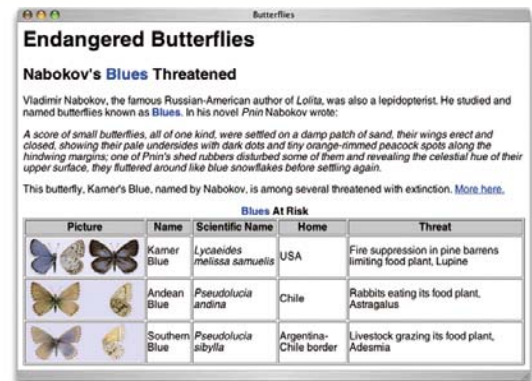 Butterflies
Endangered Butterflies
Nabokov's Blues Threatened
Vladimir Nabokov, the famous Russian-American author of Lolita, was also a lepidopterist. He studied and
named butterflies known as Blues. In his novel Pnin Nabokov wrote:
A score of small butterflies, all of one kind, were settled on a damp patch of sand, their wings erect and
closed, showing their pale undersides with dark dots and tiny orange-rimmed peacock spots along the
hindwing margins; one of Pnin's shed rubbers disturbed some of them and revealing the celestial hue of their
upper surface, they fluttered around like blue snowflakes before settling again.
This butterfly, Karner's Blue, named by Nabokov, is among several threatened with extinction. More here.
Blues At Risk
Picture Name Scientific Name Home Threat
Karner Blue Lycaeides melissa samuelis USA Fire suppression in pine barrens limiting food plant, Lupine
Andean Blue Pseudolucia andina Chile Rabbits eating its food plant, Astragalus
Southern Blue Pseudolucia sibylla Argentina-Chile border Livestock grazing its food plant, Adesmia